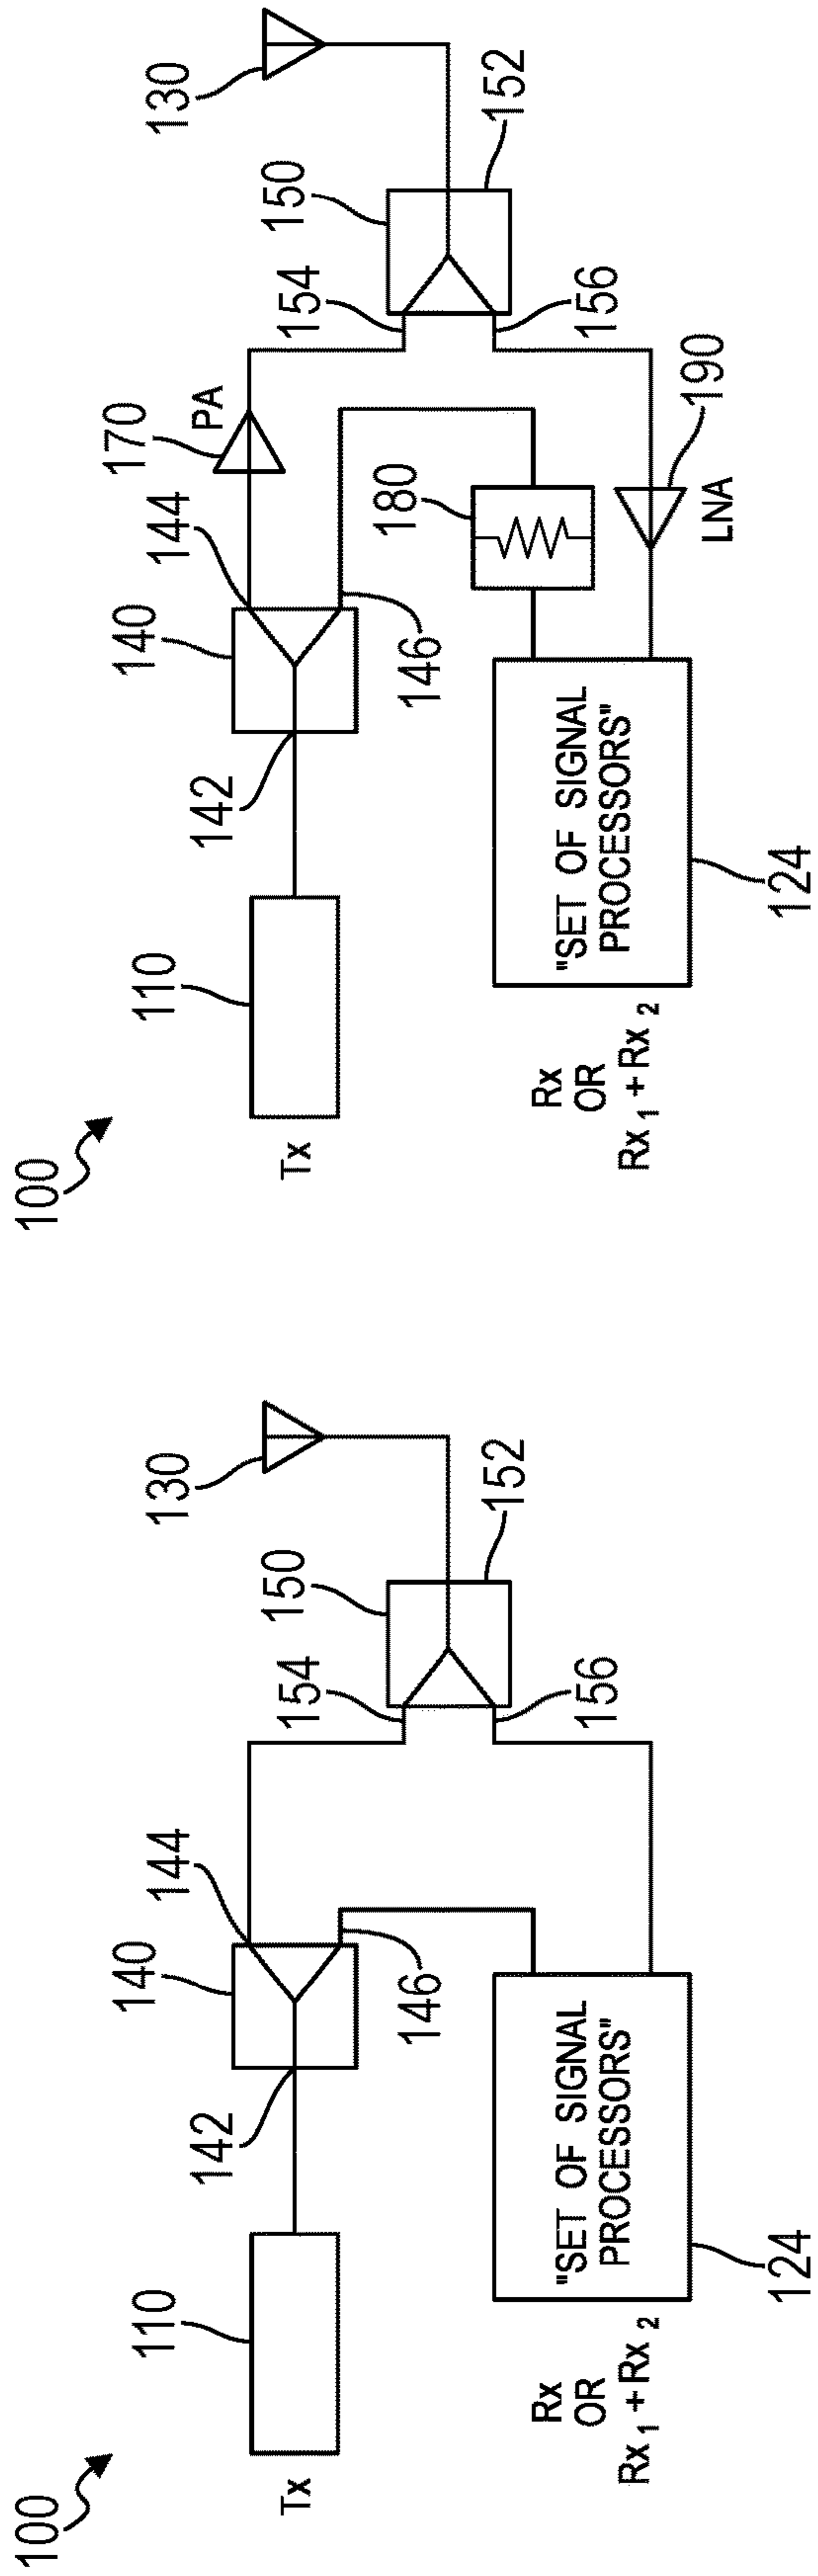 100
110
Tx
142
140
144
146
154
150
156
152
130
"SET OF SIGNAL
PROCESSORS"
124
Rx
OR
Rx1 + Rx2
100
110
Tx
142
140
144
146
170
PA
180
154
150
156
152
130
190
LNA
"SET OF SIGNAL
PROCESSORS"
124
Rx
OR
Rx1 + Rx2